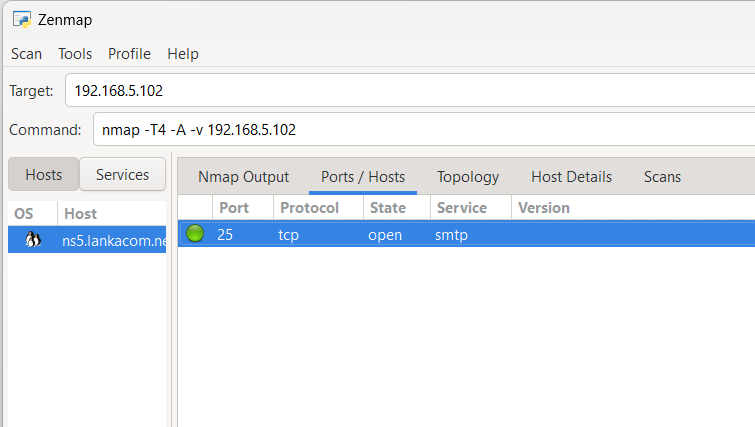 Zenmap
Scan Tools Profile Help
Target: 192.168.5.102
Command: nmap -T4 -A -v 192.168.5.102
Hosts Services Nmap Output Ports / Hosts Topology Host Details Scans
OS Host Port Protocol State Service Version
ns5.lankacom.ne 25 tcp open smtp